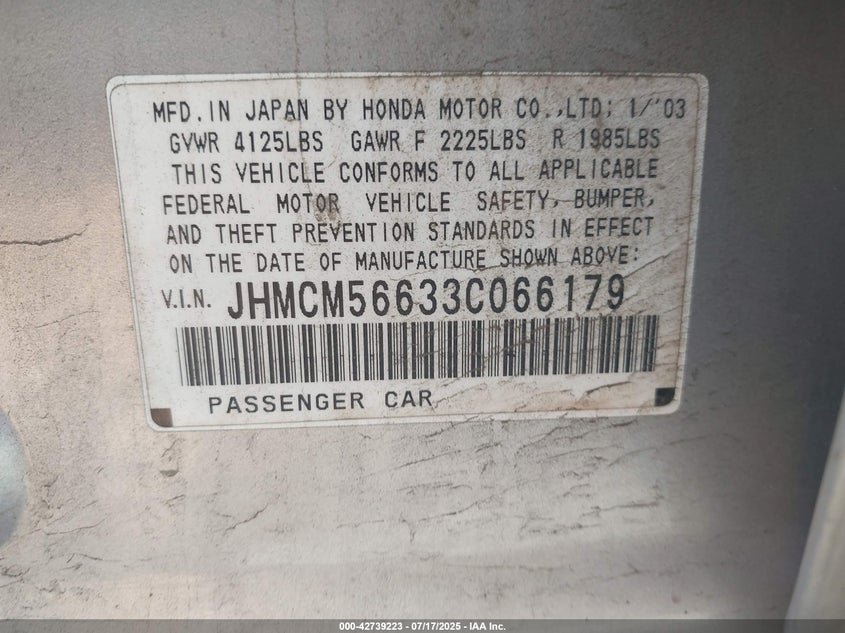 MFD. IN JAPAN BY HONDA MOTOR CO.,LTD; 1/'03
GVWR 4125LBS GAWR F 2225LBS R 1985LBS
THIS VEHICLE CONFORMS TO ALL APPLICABLE
FEDERAL MOTOR VEHICLE SAFETY, BUMPER,
AND THEFT PREVENTION STANDARDS IN EFFECT
ON THE DATE OF MANUFACTURE SHOWN ABOVE:
V.I.N. JHMCM56633C066179
PASSENGER CAR
000-42739223 - 07/17/2025 - IAA Inc.